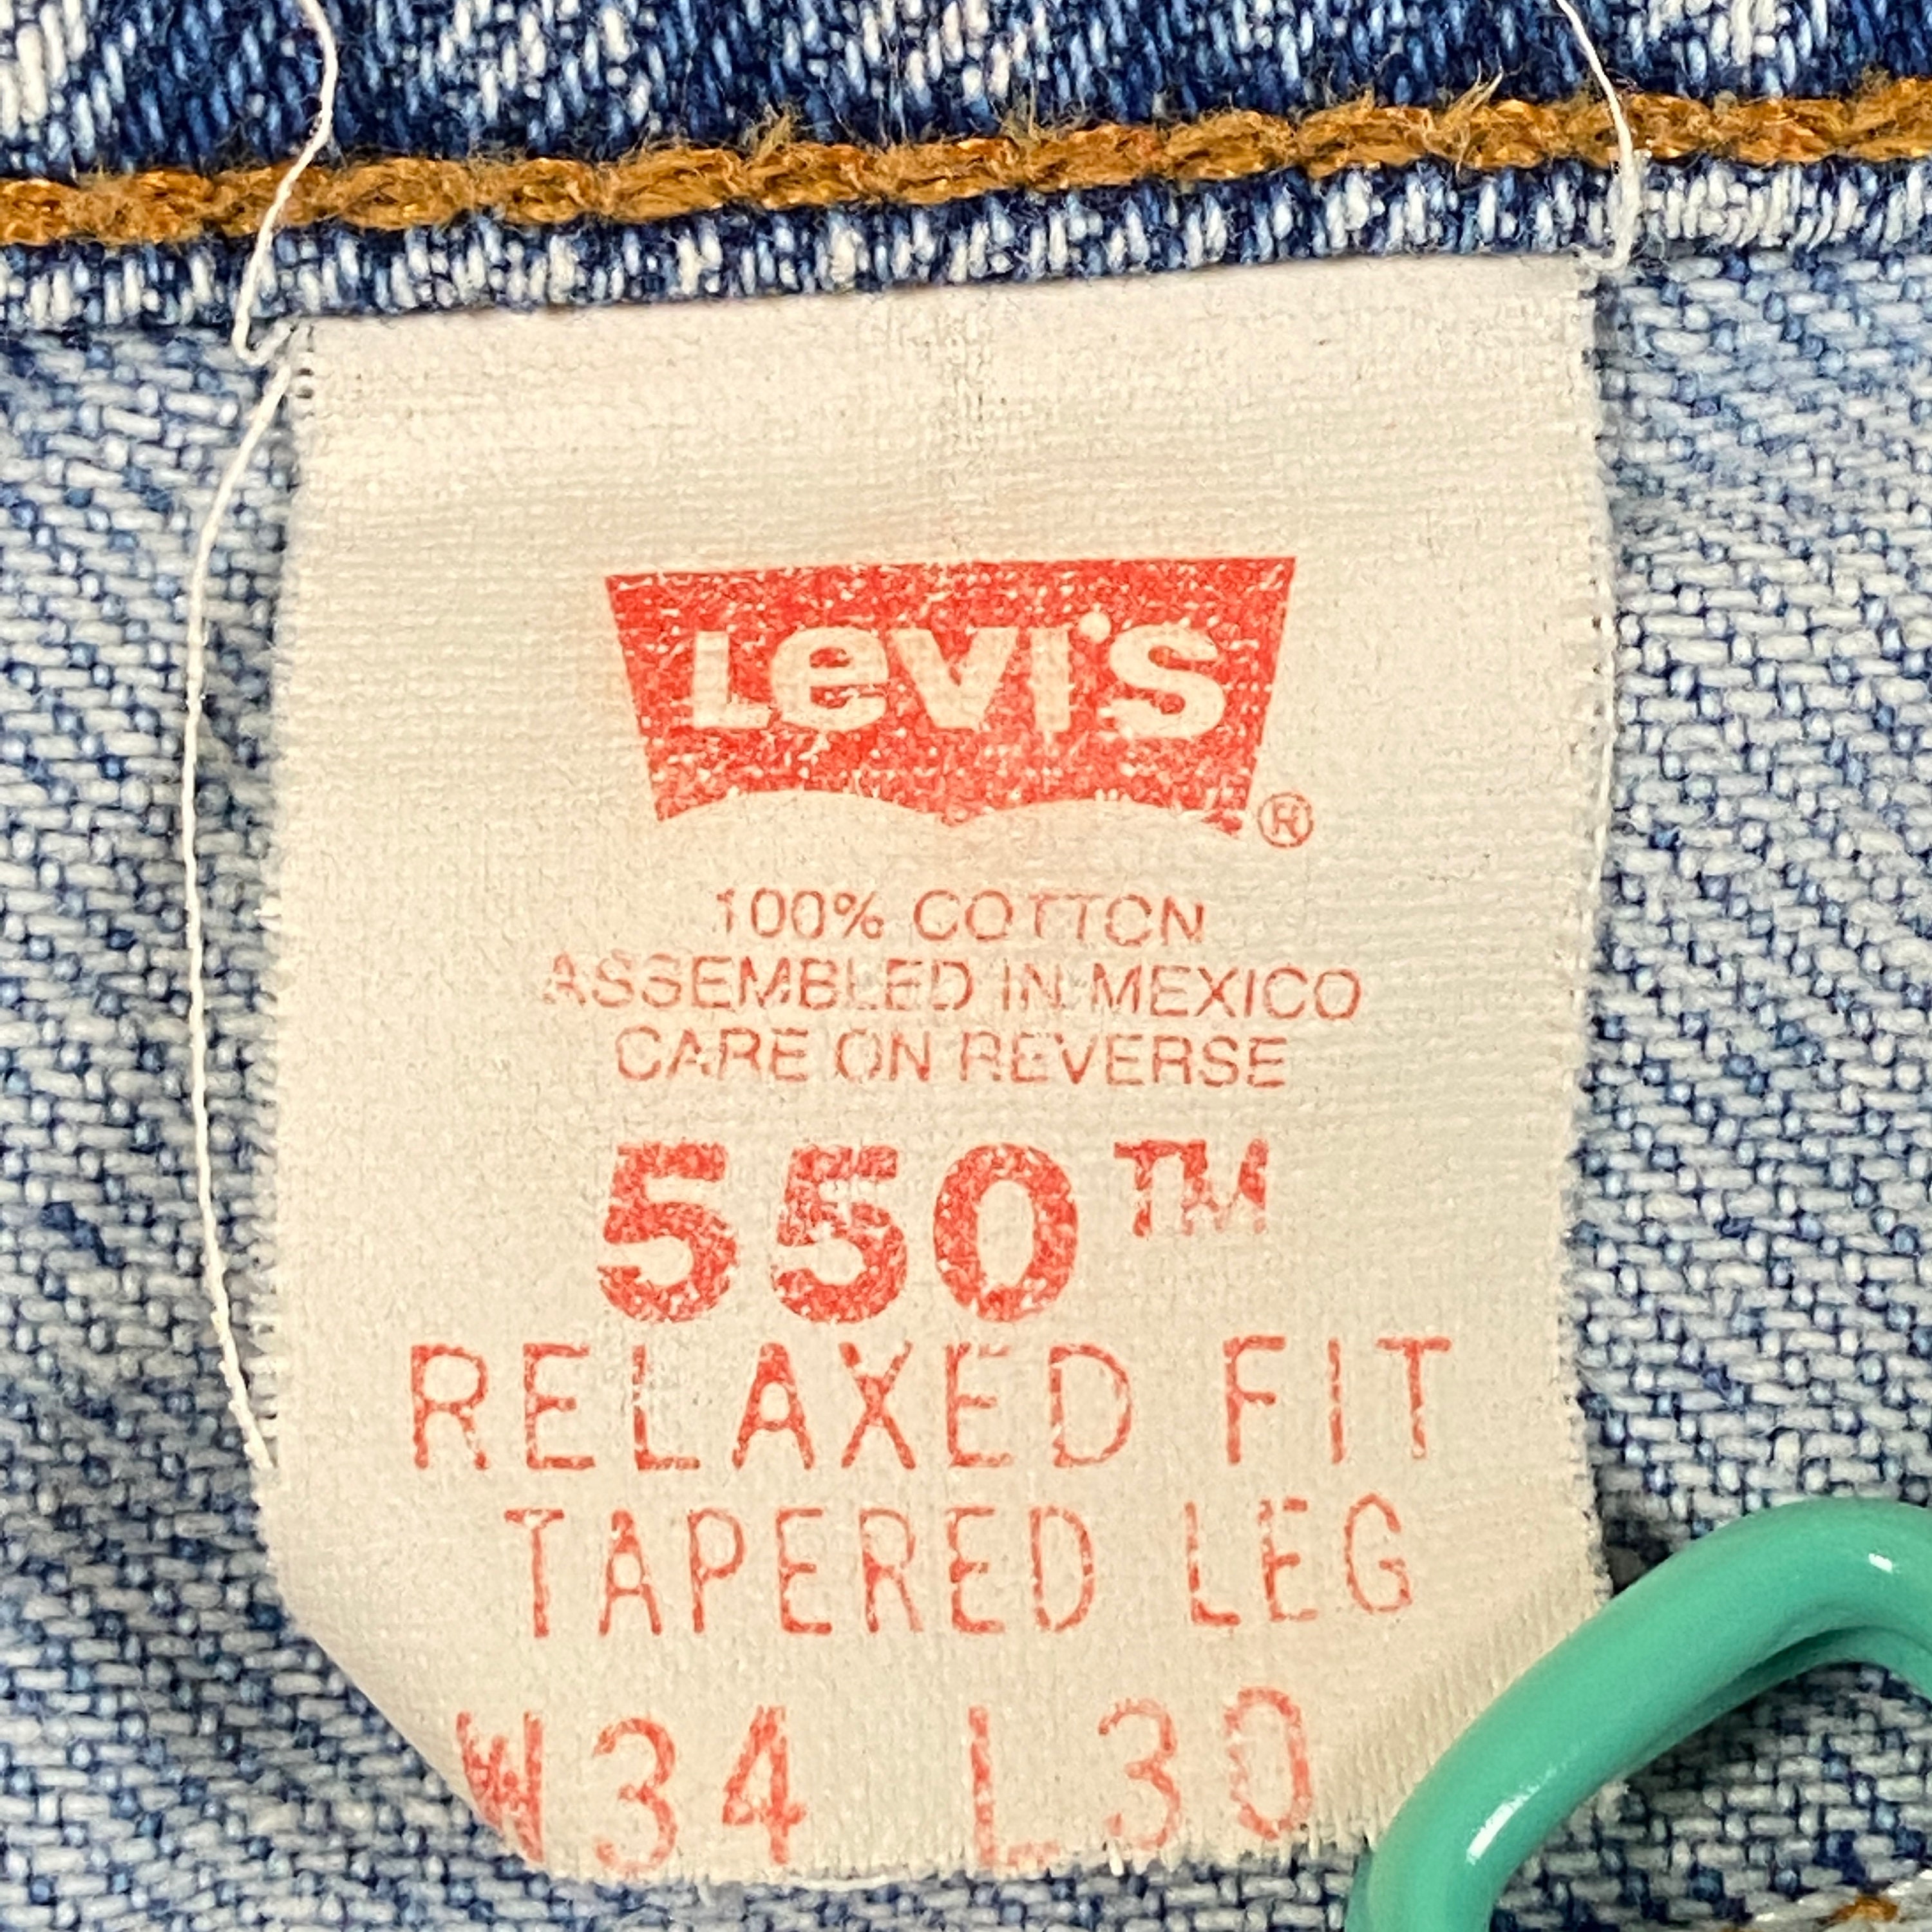 Levi's ®
100% COTTON
ASSEMBLED IN MEXICO
CARE ON REVERSE
550™
RELAXED FIT
TAPERED LEG
W34 L30